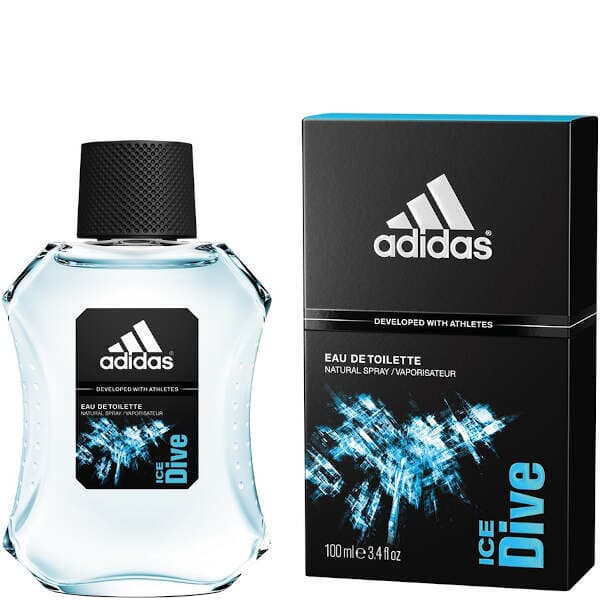 adidas®
DEVELOPED WITH ATHLETES
EAU DE TOILETTE
NATURAL SPRAY / VAPORISATEUR
ICE
Dive
adidas®
DEVELOPED WITH ATHLETES
EAU DE TOILETTE
NATURAL SPRAY / VAPORISATEUR
ICE
Dive
100 ml e 3.4 fl oz